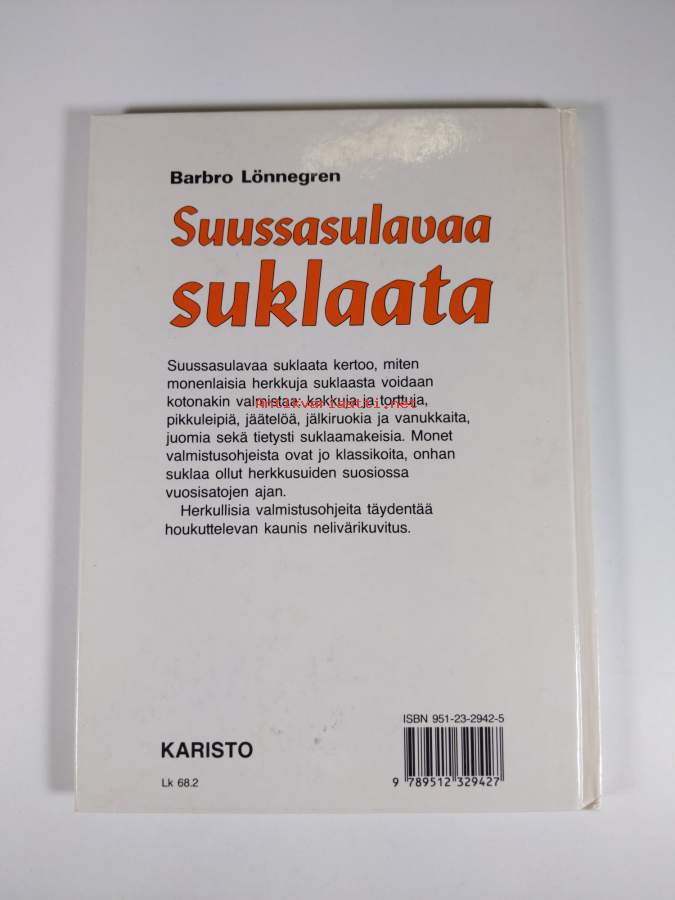 Barbro Lönnegren
Suussasulavaa
suklaata
Suussasulavaa suklaata kertoo, miten
monenlaisia herkkuja suklaasta voidaan
kotonakin valmistaa: kakkuja ja torttuja,
Antikvariaatti.net
pikkuleipiä, jäätelöä, jälkiruokia ja vanukkaita,
juomia sekä tietysti suklaamakeisia. Monet
valmistusohjeista ovat jo klassikoita, onhan
suklaa ollut herkkusuiden suosiossa
vuosisatojen ajan.
Herkullisia valmistusohjeita täydentää
houkuttelevan kaunis nelivärikuvitus.
ISBN 951-23-2942-5
KARISTO
Lk 68.2
9 789512 329427